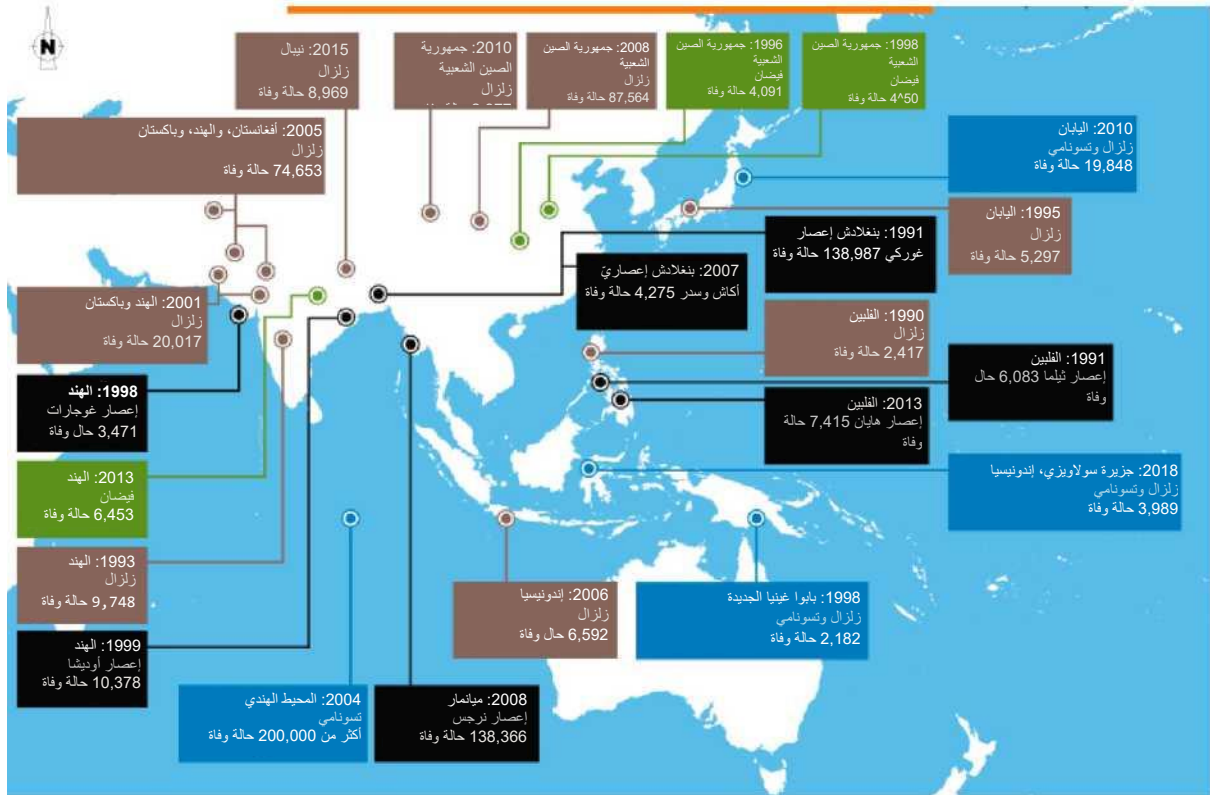 N
2015: نيبال
زلزال
8,969 حالة وفاة
2010: جمهورية
الصين الشعبية
زلزال
2008: جمهورية الصين
الشعبية
زلزال
87,564 حالة وفاة
1996: جمهورية الصين
الشعبية
فيضان
4,091 حالة وفاة
1998: جمهورية الصين
الشعبية
فيضان
4^50 حالة وفاة
2005: أفغانستان، والهند، وباكستان
زلزال
74,653 حالة وفاة
2010: اليابان
زلزال وتسونامي
19,848 حالة وفاة
1995: اليابان
زلزال
5,297 حالة وفاة
1991: بنغلادش إعصار
غوركي 138,987 حالة وفاة
2007: بنغلادش إعصاريّ
أكاش وسدر 4,275 حالة وفاة
2001: الهند وباكستان
زلزال
20,017 حالة وفاة
1990: الفلبين
زلزال
2,417 حالة وفاة
1991: الفلبين
إعصار ثيلما 6,083 حال
وفاة
1998: الهند
إعصار غوجارات
3,471 حال وفاة
2013: الفلبين
إعصار هايان 7,415 حالة
وفاة
2013: الهند
فيضان
6,453 حالة وفاة
2018: جزيرة سولاويزي، إندونيسيا
زلزال وتسونامي
3,989 حالة وفاة
1993: الهند
زلزال
9,748 حالة وفاة
2006: إندونيسيا
زلزال
6,592 حال وفاة
1998: بابوا غينيا الجديدة
زلزال وتسونامي
2,182 حالة وفاة
1999: الهند
إعصار أوديشا
10,378 حالة وفاة
2004: المحيط الهندي
تسونامي
أكثر من 200,000 حالة وفاة
2008: ميانمار
إعصار نرجس
138,366 حالة وفاة